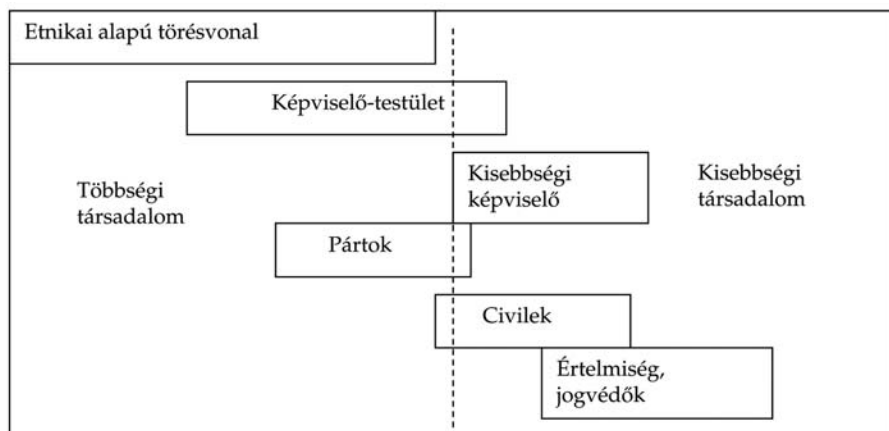 Etnikai alapú törésvonal
Képviselő-testület
Többségi
társadalom
Kisebbségi
képviselő
Kisebbségi
társadalom
Pártok
Civilek
Értelmiség,
jogvédők